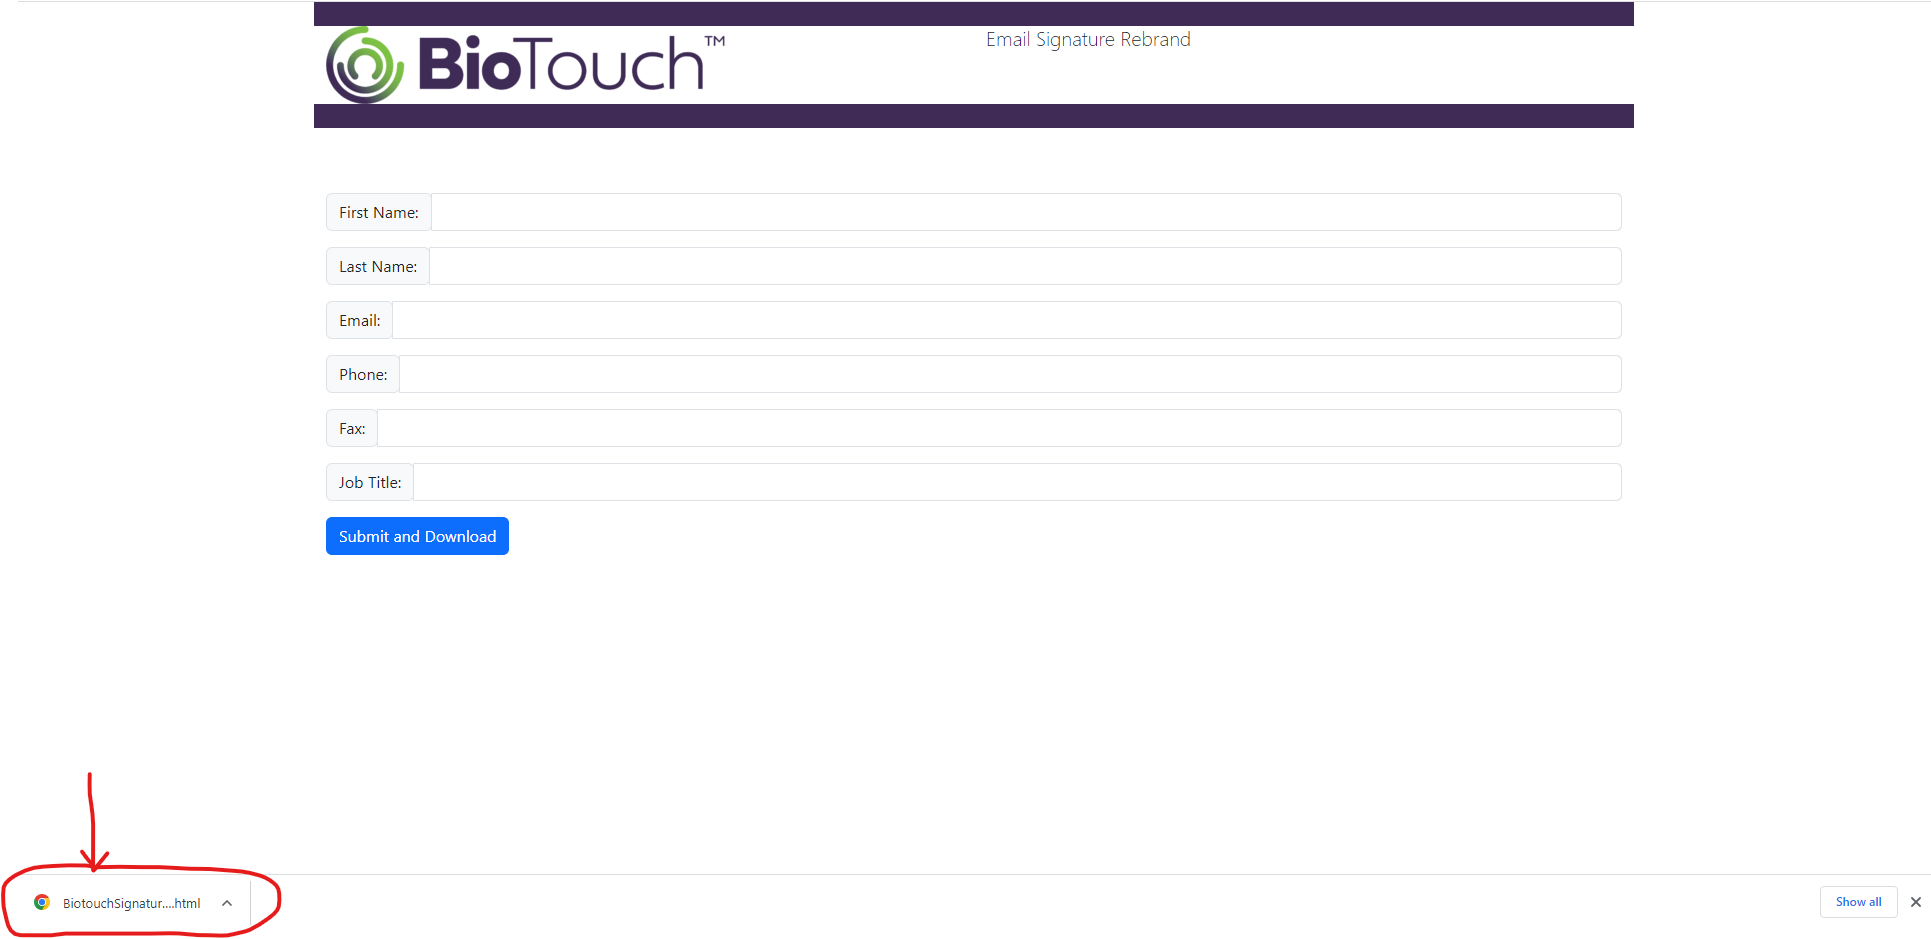 BioTouch™
Email Signature Rebrand
First Name:
Last Name:
Email:
Phone:
Fax:
Job Title:
Submit and Download
BiotouchSignatur....html
Show all